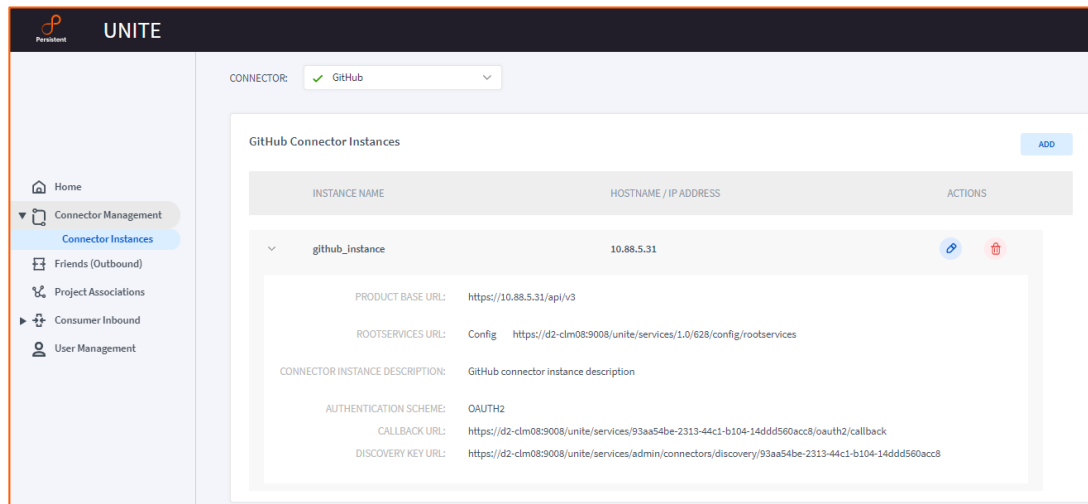 Persistent
UNITE
CONNECTOR: GitHub
GitHub Connector Instances
ADD
INSTANCE NAME HOSTNAME / IP ADDRESS ACTIONS
Home
Connector Management
Connector Instances
Friends (Outbound)
Project Associations
Consumer Inbound
User Management
github_instance 10.88.5.31
PRODUCT BASE URL: https://10.88.5.31/api/v3
ROOTSERVICES URL: Config https://d2-clm08:9008/unite/services/1.0/628/config/rootservices
CONNECTOR INSTANCE DESCRIPTION: GitHub connector instance description
AUTHENTICATION SCHEME: OAUTH2
CALLBACK URL: https://d2-clm08:9008/unite/services/93aa54be-2313-44c1-b104-14ddd560acc8/oauth2/callback
DISCOVERY KEY URL: https://d2-clm08:9008/unite/services/admin/connectors/discovery/93aa54be-2313-44c1-b104-14ddd560acc8